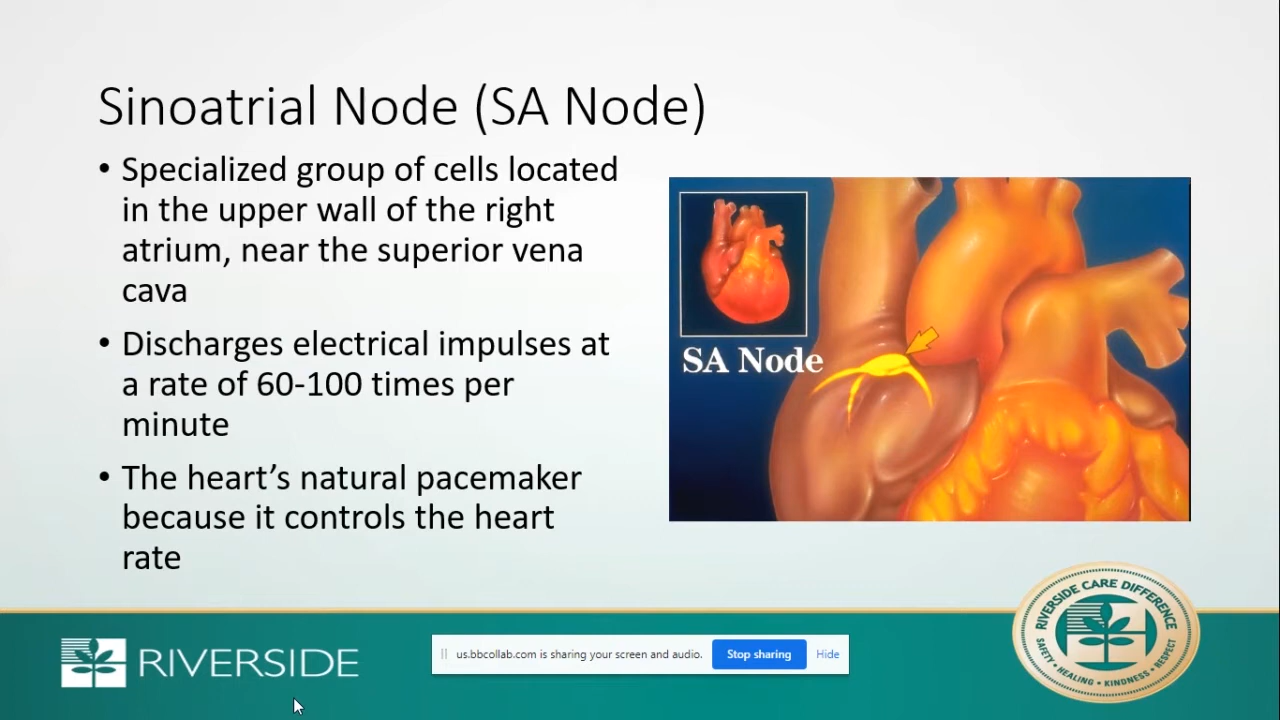 Sinoatrial Node (SA Node)
• Specialized group of cells located
in the upper wall of the right
atrium, near the superior vena
cava
• Discharges electrical impulses at
a rate of 60-100 times per
minute
• The heart’s natural pacemaker
because it controls the heart
rate
SA Node
RIVERSIDE
us.bbcollab.com is sharing your screen and audio.
Stop sharing
Hide
RIVERSIDE CARE DIFFERENCE
SAFETY • HEALING • KINDNESS • RESPECT